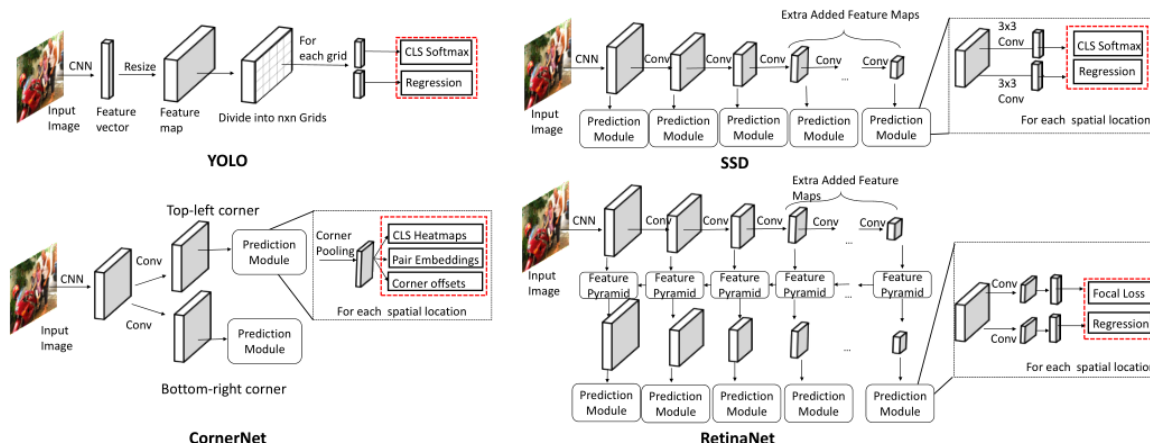 CNN
Resize
For
each grid
CLS Softmax
Regression
Input
Image
Feature
vector
Feature
map
Divide into nxn Grids
YOLO
Extra Added Feature Maps
CNN
Conv
Conv
Conv
Conv
...
Conv
Input
Image
Prediction
Module
Prediction
Module
Prediction
Module
Prediction
Module
Prediction
Module
3x3
Conv
3x3
Conv
CLS Softmax
Regression
For each spatial location
SSD
Top-left corner
CNN
Conv
Conv
Input
Image
Prediction
Module
Prediction
Module
Bottom-right corner
Corner
Pooling
CLS Heatmaps
Pair Embeddings
Corner offsets
For each spatial location
CornerNet
Extra Added Feature
Maps
CNN
Conv
Conv
Conv
Conv
...
Conv
Input
Image
Feature
Pyramid
Feature
Pyramid
Feature
Pyramid
Feature
Pyramid
...
Feature
Pyramid
...
Prediction
Module
Prediction
Module
Prediction
Module
Prediction
Module
...
Prediction
Module
Conv
Conv
Focal Loss
Regression
For each spatial location
RetinaNet